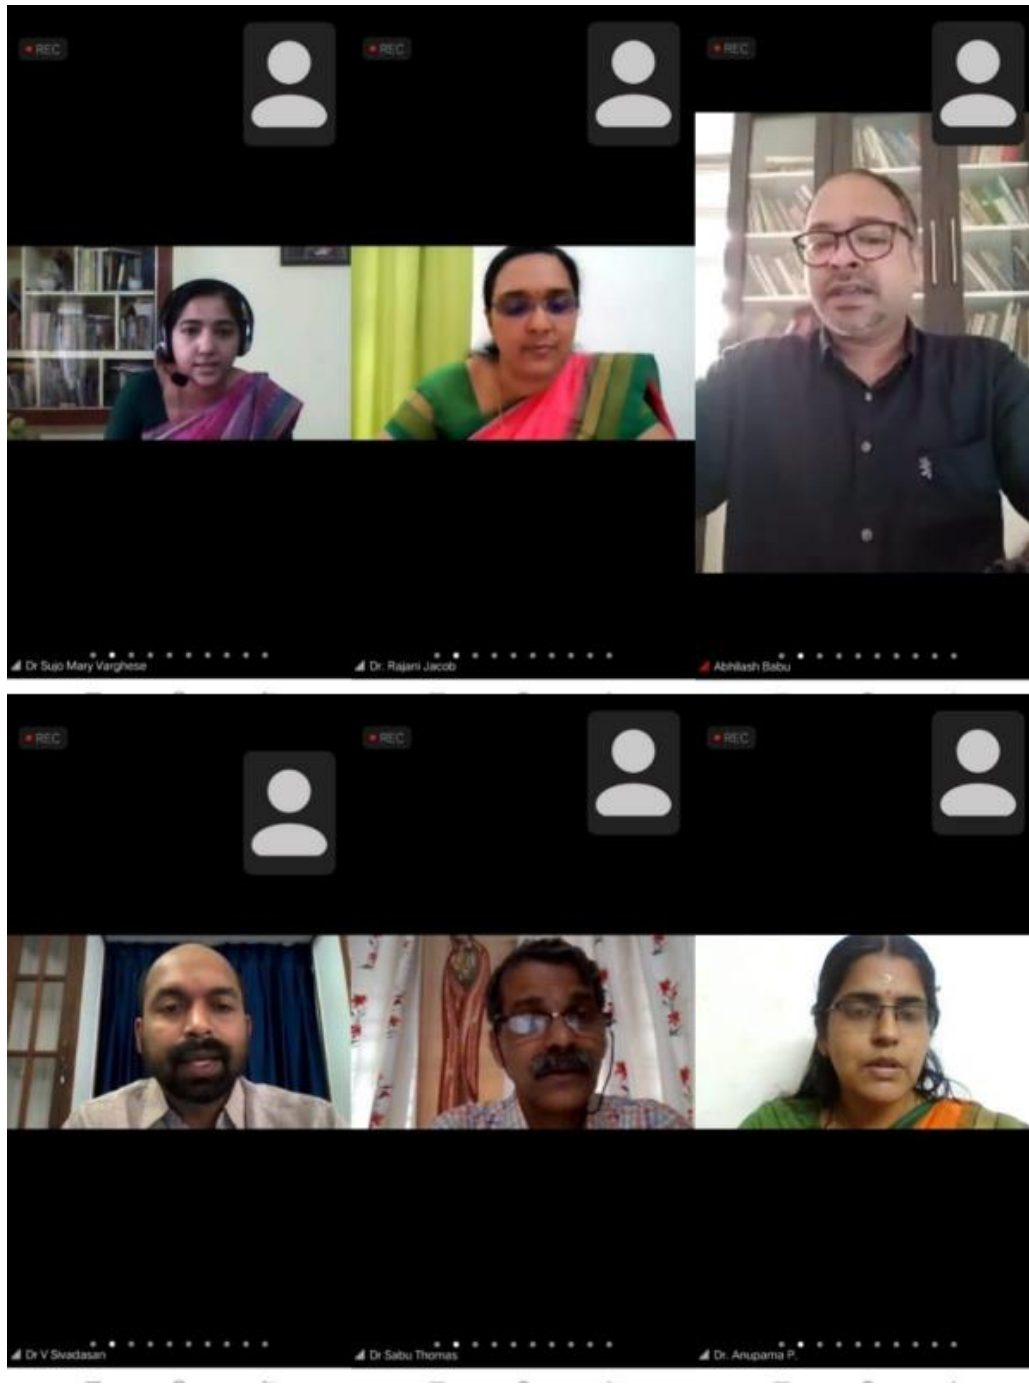 REC
REC
REC
Dr Sujo Mary Varghese
Dr. Rajani Jacob
Abhilash Babu
REC
REC
REC
Dr V Sivadasan
Dr Sabu Thomas
Dr. Anupama P.